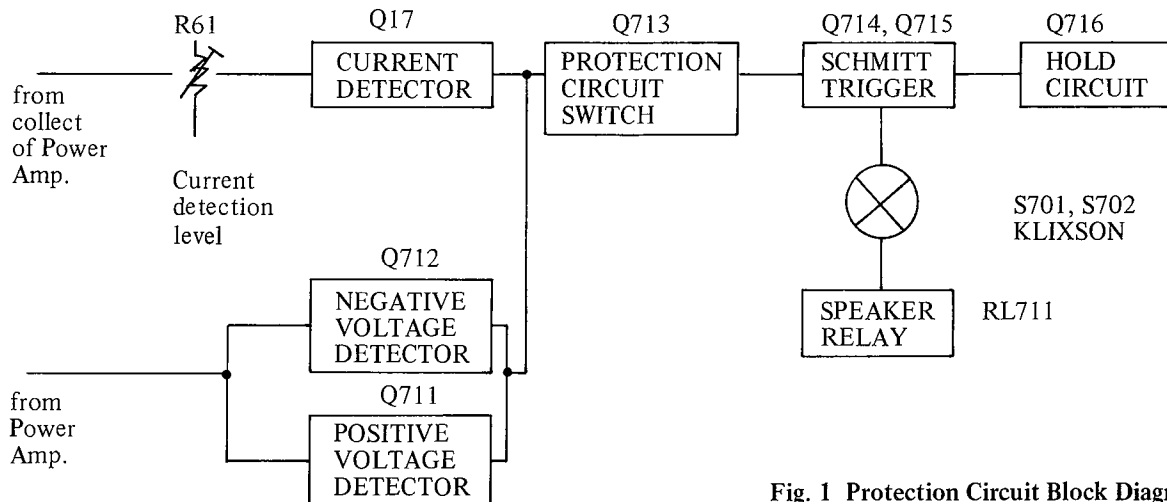 R61
Q17
Q713
Q714, Q715
Q716
CURRENT
DETECTOR
PROTECTION
CIRCUIT
SWITCH
SCHMITT
TRIGGER
HOLD
CIRCUIT
from
collect
of Power
Amp.
Current
detection
level
S701, S702
KLIXSON
Q712
NEGATIVE
VOLTAGE
DETECTOR
SPEAKER
RELAY
RL711
from
Power
Amp.
Q711
POSITIVE
VOLTAGE
DETECTOR
Fig. 1 Protection Circuit Block Diagr